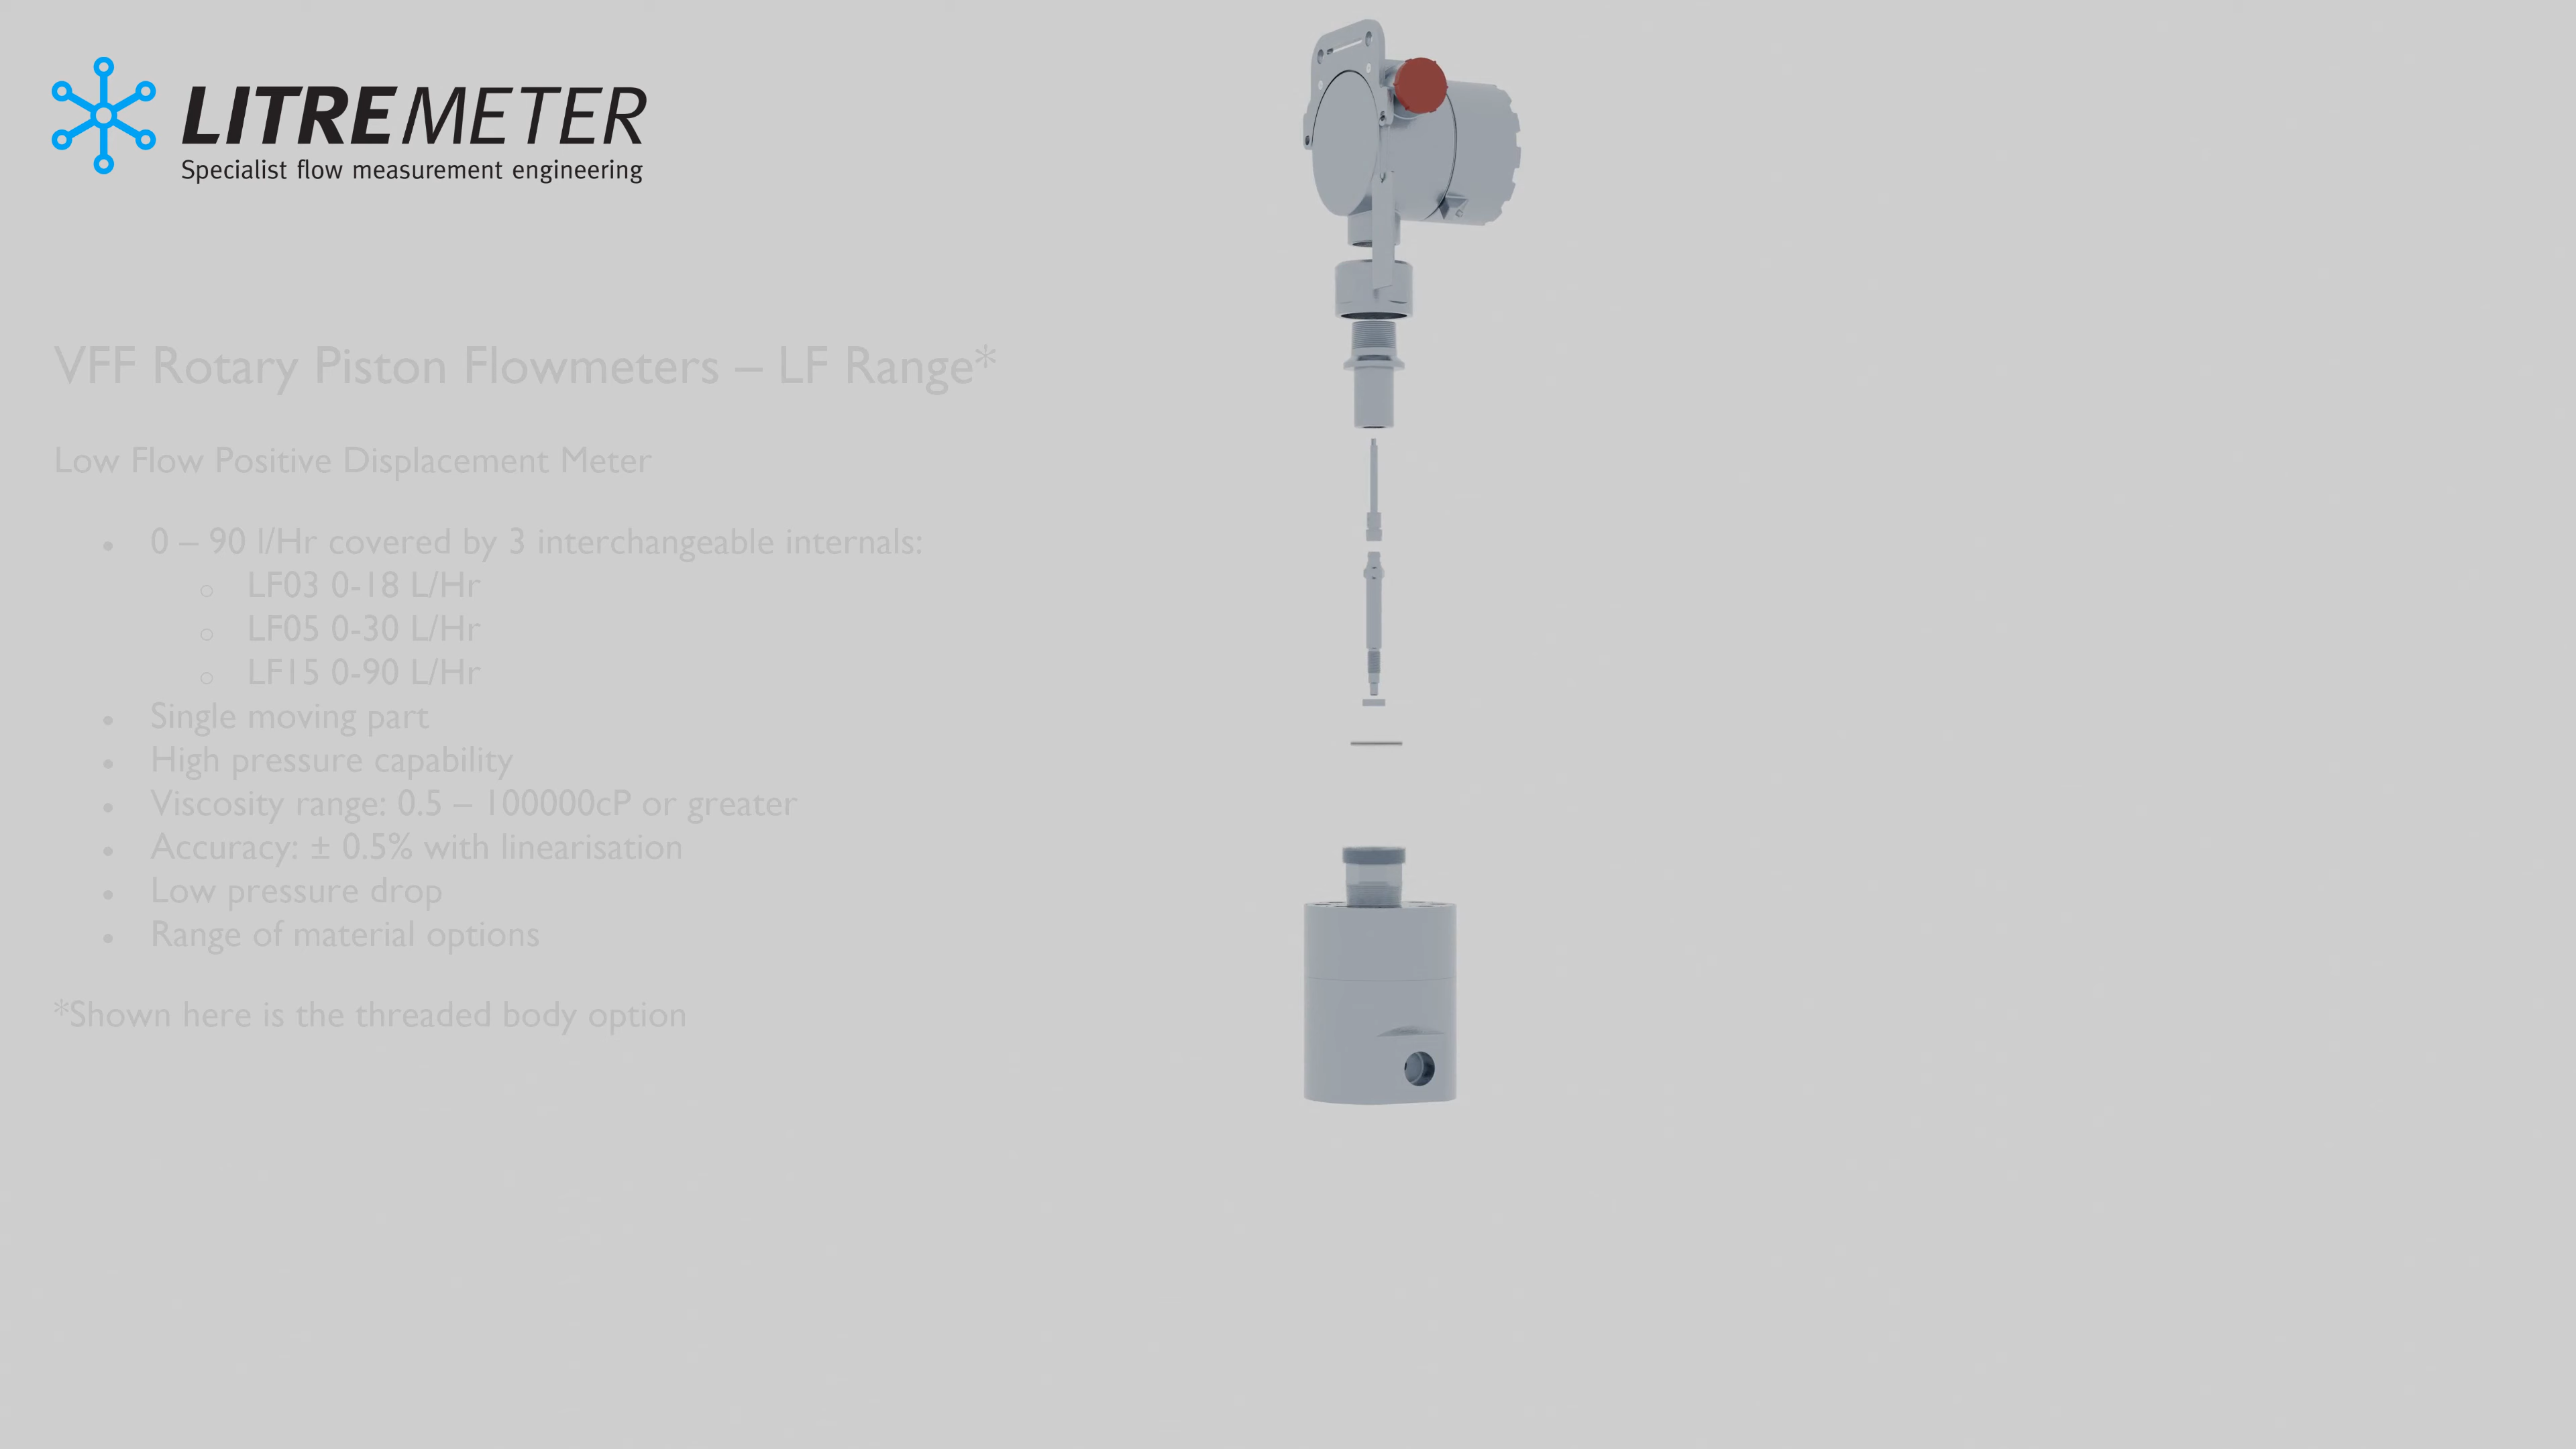 LITREMETER
Specialist flow measurement engineering
VFF Rotary Piston Flowmeters – LF Range*
Low Flow Positive Displacement Meter
• 0 – 90 l/Hr covered by 3 interchangeable internals:
○ LF03 0-18 L/Hr
○ LF05 0-30 L/Hr
○ LF15 0-90 L/Hr
• Single moving part
• High pressure capability
• Viscosity range: 0.5 – 100000cP or greater
• Accuracy: ± 0.5% with linearisation
• Low pressure drop
• Range of material options
*Shown here is the threaded body option